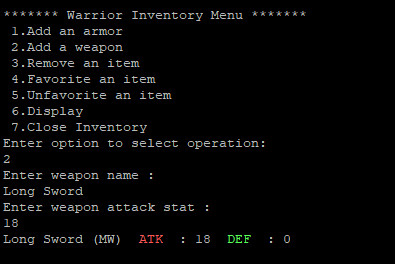 ******* Warrior Inventory Menu *******
1.Add an armor
2.Add a weapon
3.Remove an item
4.Favorite an item
5.Unfavorite an item
6.Display
7.Close Inventory
Enter option to select operation:
2
Enter weapon name :
Long Sword
Enter weapon attack stat :
18
Long Sword (MW)  ATK  : 18  DEF  : 0